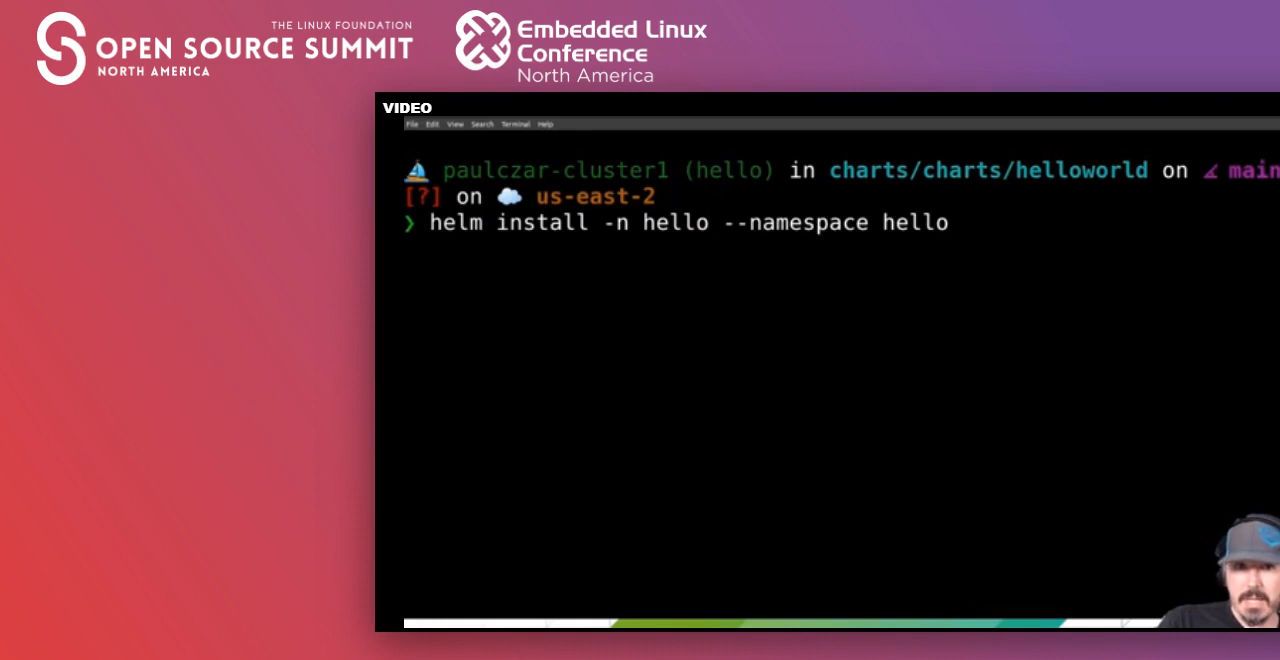 THE LINUX FOUNDATION
OPEN SOURCE SUMMIT
NORTH AMERICA
Embedded Linux
Conference
North America
VIDEO
File Edit View Search Terminal Help
paulczar-cluster1 (hello) in charts/charts/helloworld on main
[?] on us-east-2
❯ helm install -n hello --namespace hello